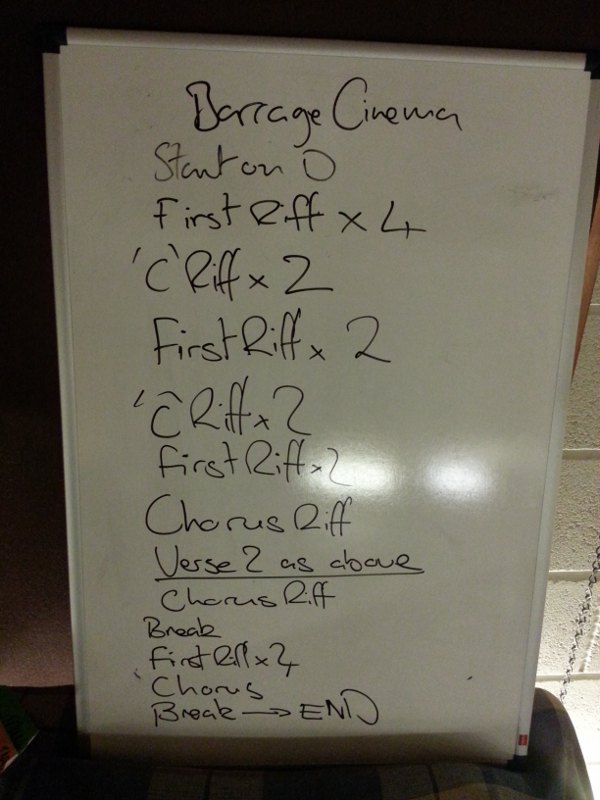 Barrage Cinema
Start on D
First Riff x 4
'C' Riff x 2
First Riff x 2
'C' Riff x 2
First Riff x 2
Chorus Riff
Verse 2 as above
Chorus Riff
Break
First Riff x 4
Chorus
Break → END